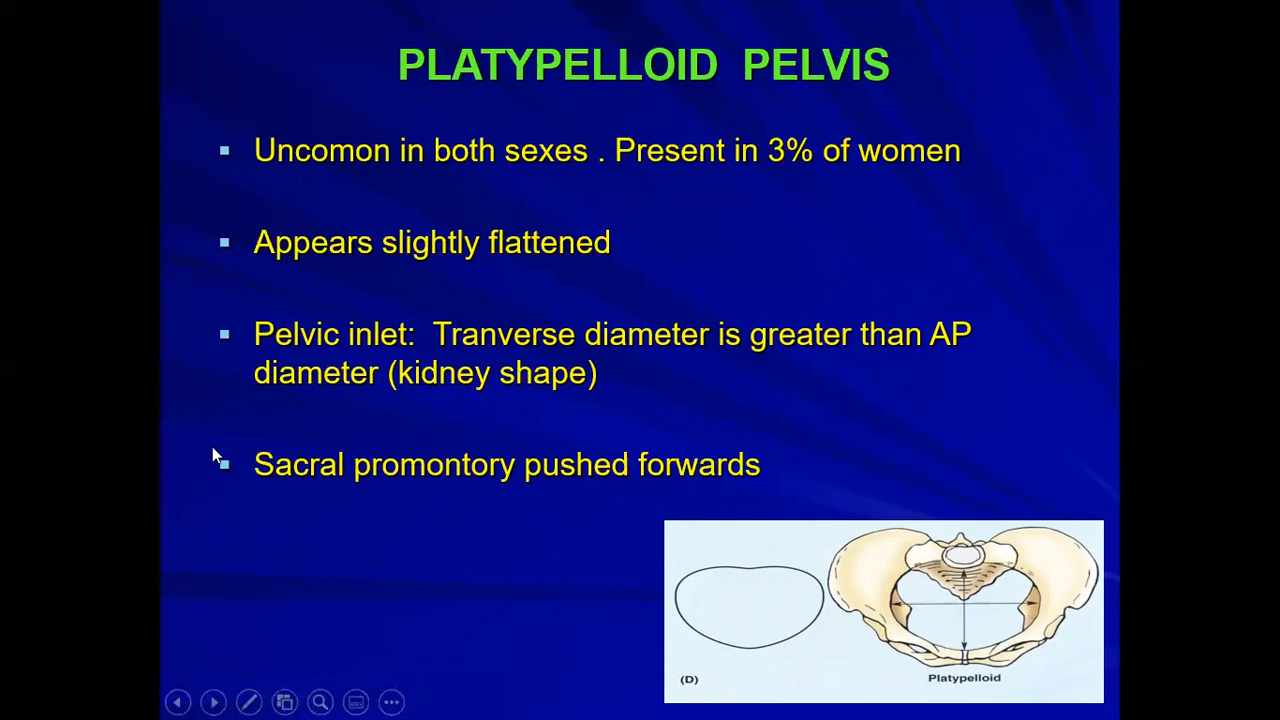 PLATYPELLOID PELVIS
Uncomon in both sexes . Present in 3% of women
Appears slightly flattened
Pelvic inlet: Tranverse diameter is greater than AP
diameter (kidney shape)
Sacral promontory pushed forwards
(D)
Platypelloid